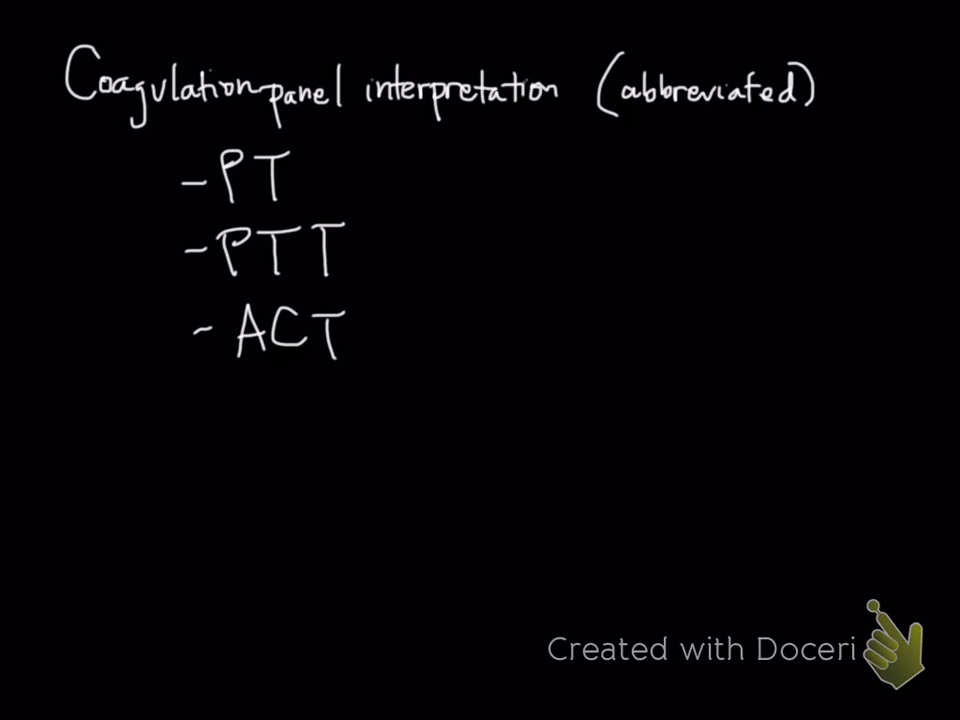 Coagulation panel interpretation (abbreviated)
- PT
- PTT
- ACT
Created with Doceri